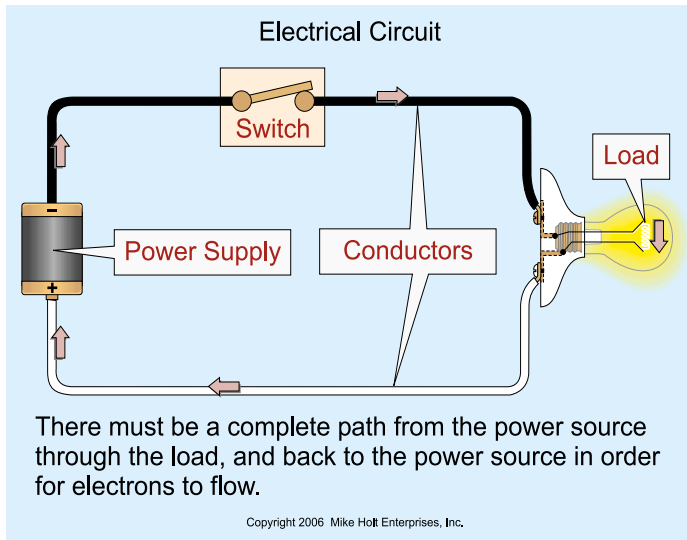 Electrical Circuit
Switch
Load
−
Power Supply
Conductors
+
There must be a complete path from the power source
through the load, and back to the power source in order
for electrons to flow.
Copyright 2006 Mike Holt Enterprises, Inc.